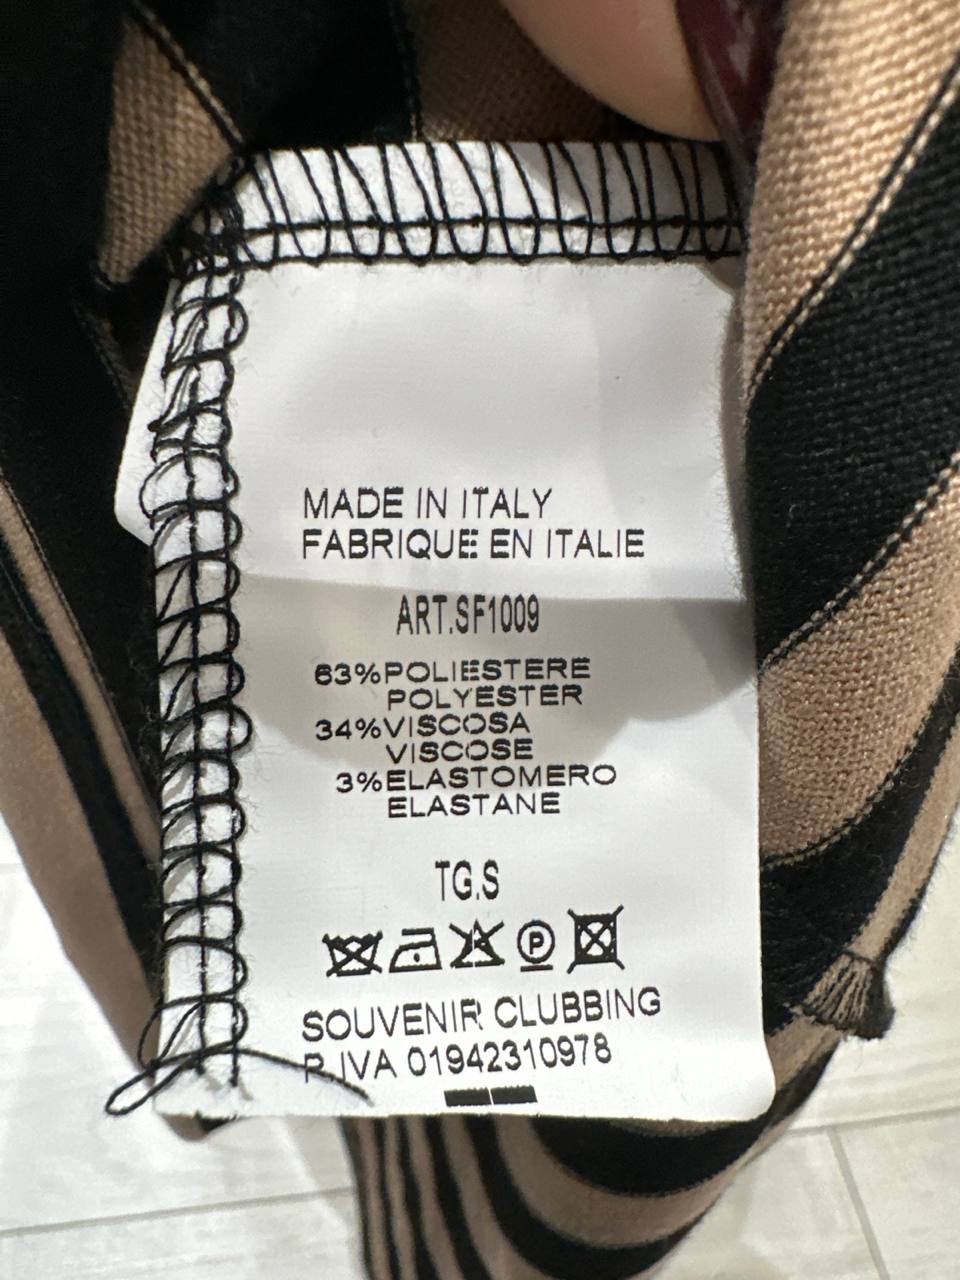 MADE IN ITALY
FABRIQUE EN ITALIE
ART.SF1009
63%POLIESTERE
POLYESTER
34%VISCOSA
VISCOSE
3%ELASTOMERO
ELASTANE
TG.S
P
SOUVENIR CLUBBING
P.IVA 01942310978